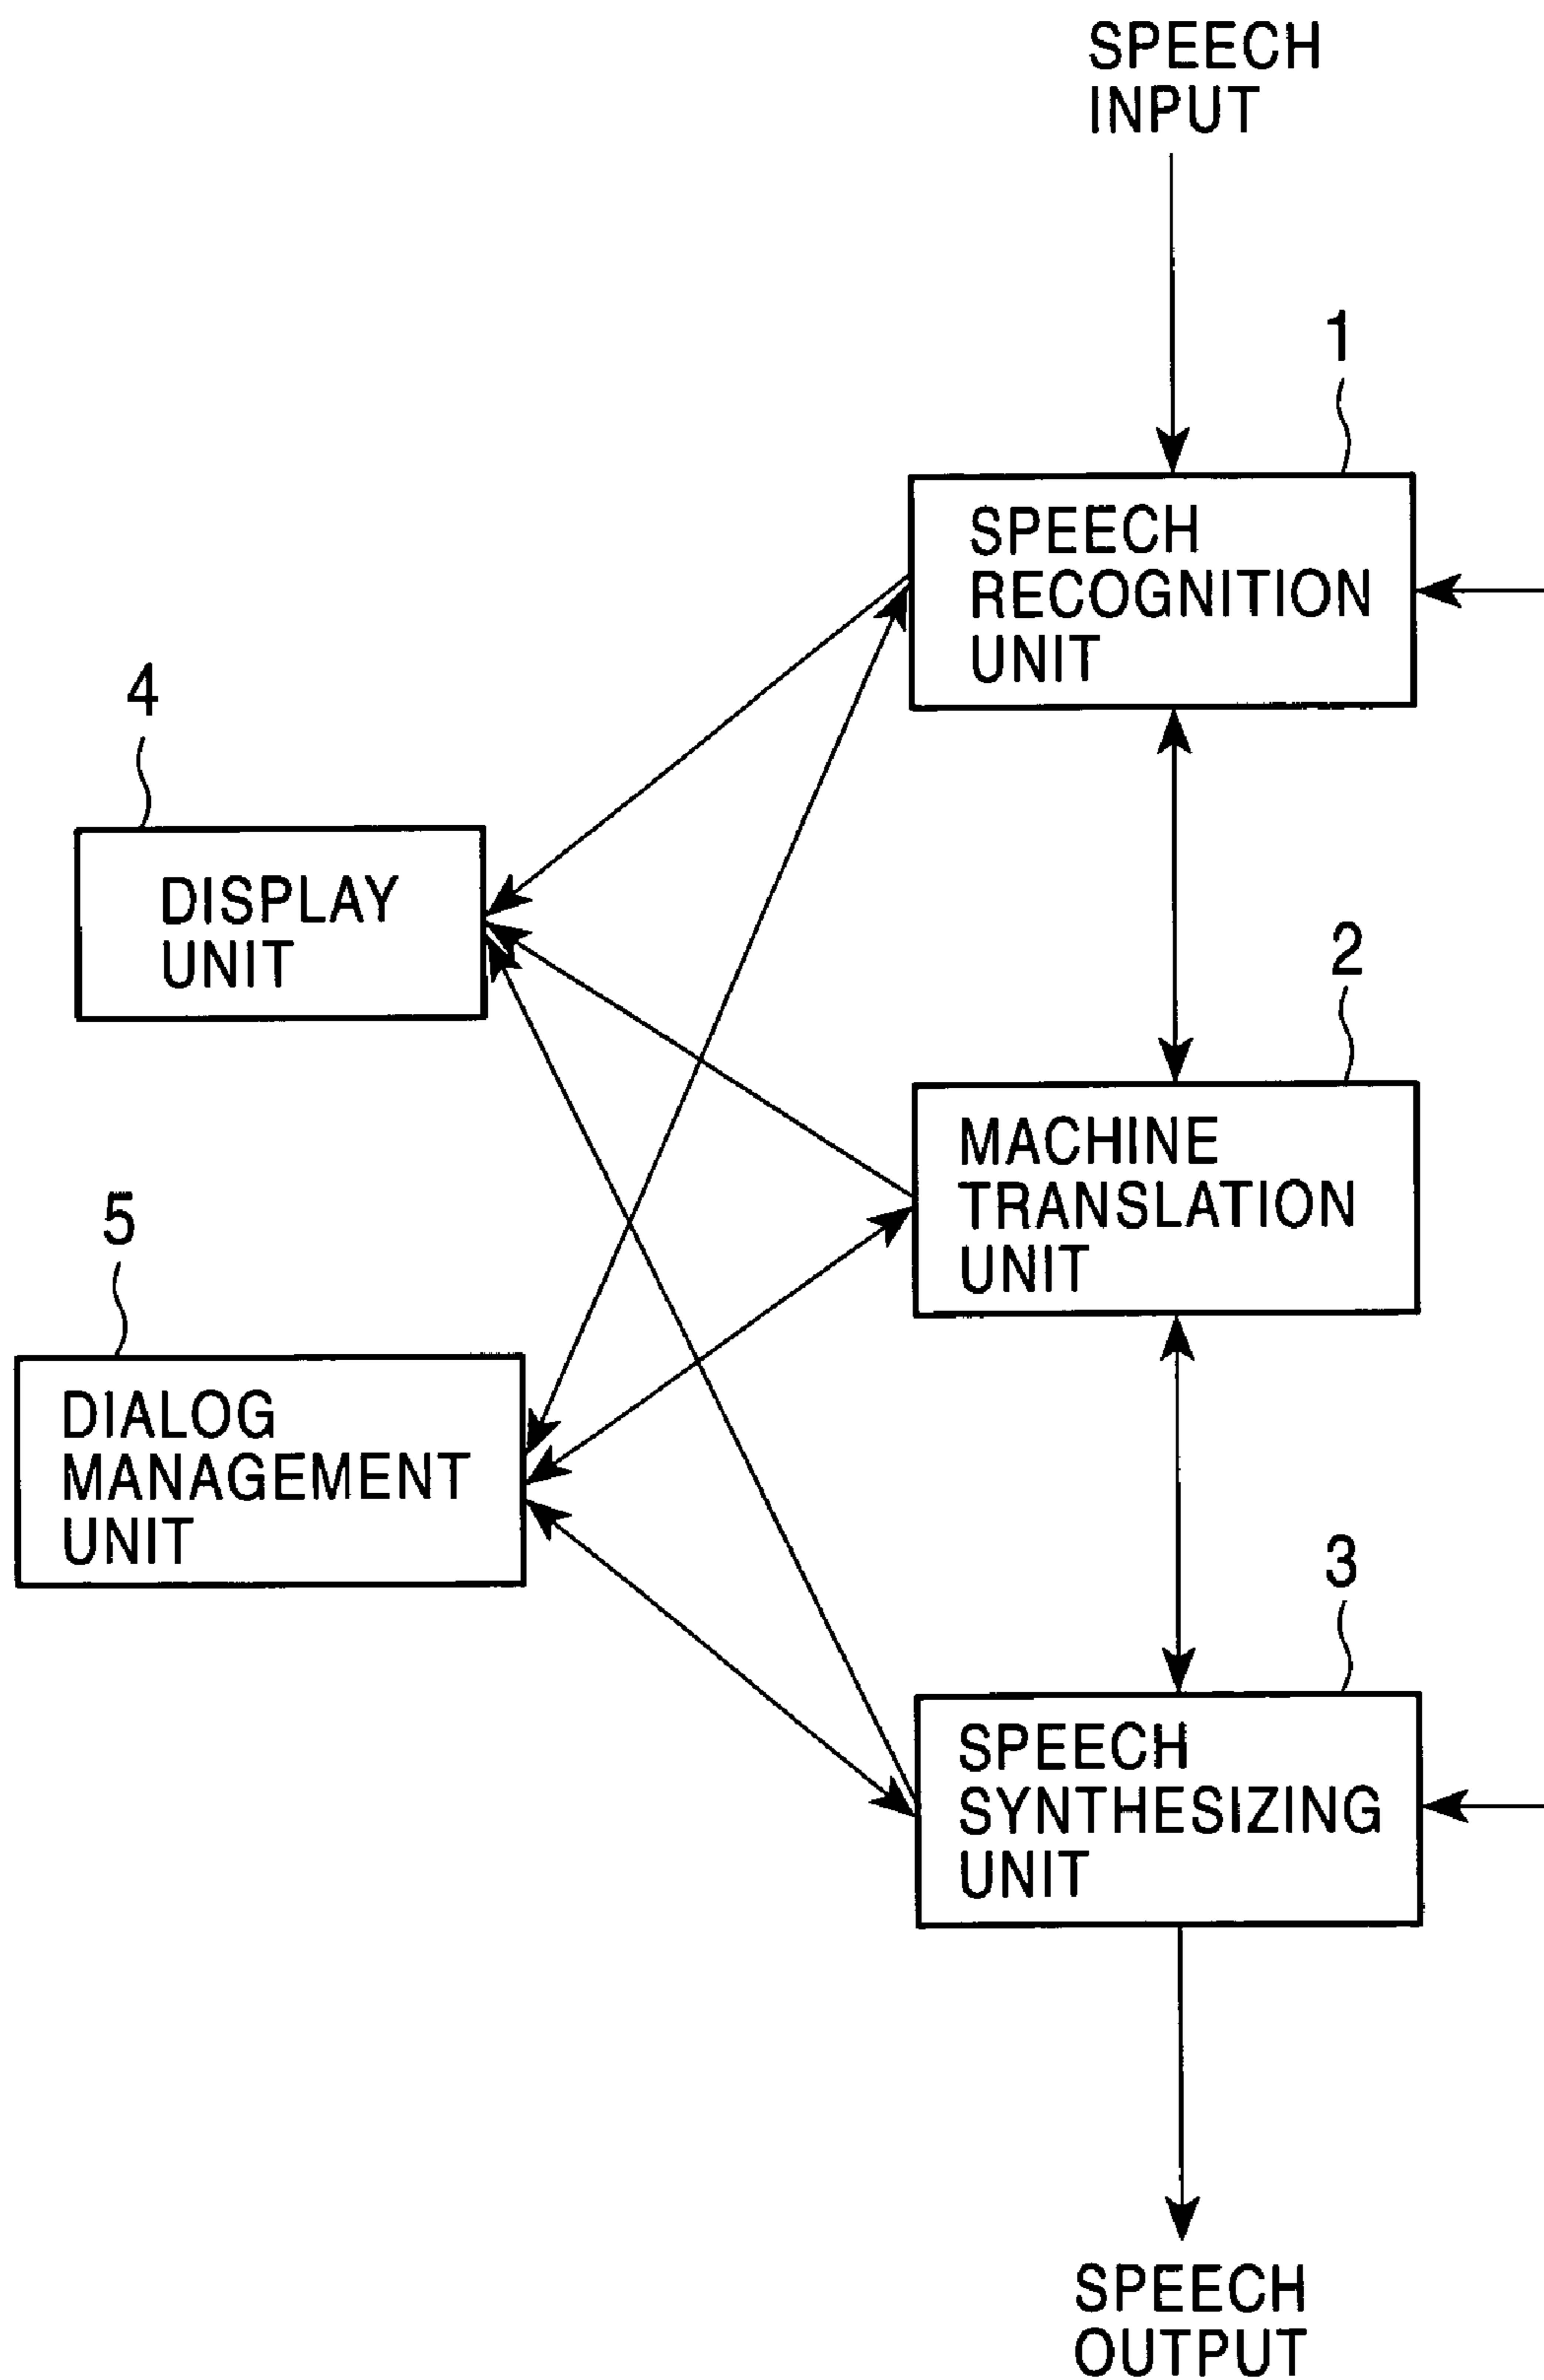 SPEECH
INPUT
1
SPEECH
RECOGNITION
UNIT
4
DISPLAY
UNIT
2
MACHINE
TRANSLATION
UNIT
5
DIALOG
MANAGEMENT
UNIT
3
SPEECH
SYNTHESIZING
UNIT
SPEECH
OUTPUT